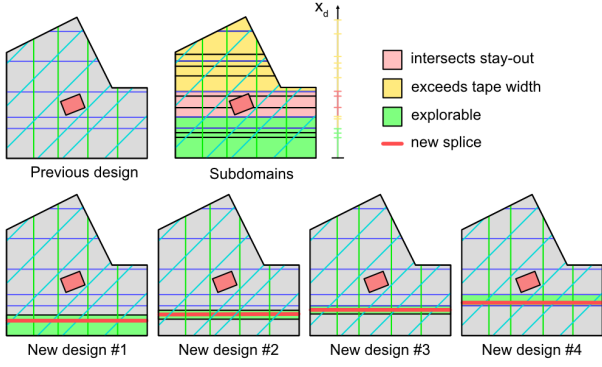 X_d
intersects stay-out
exceeds tape width
explorable
new splice
Previous design
Subdomains
New design #1
New design #2
New design #3
New design #4